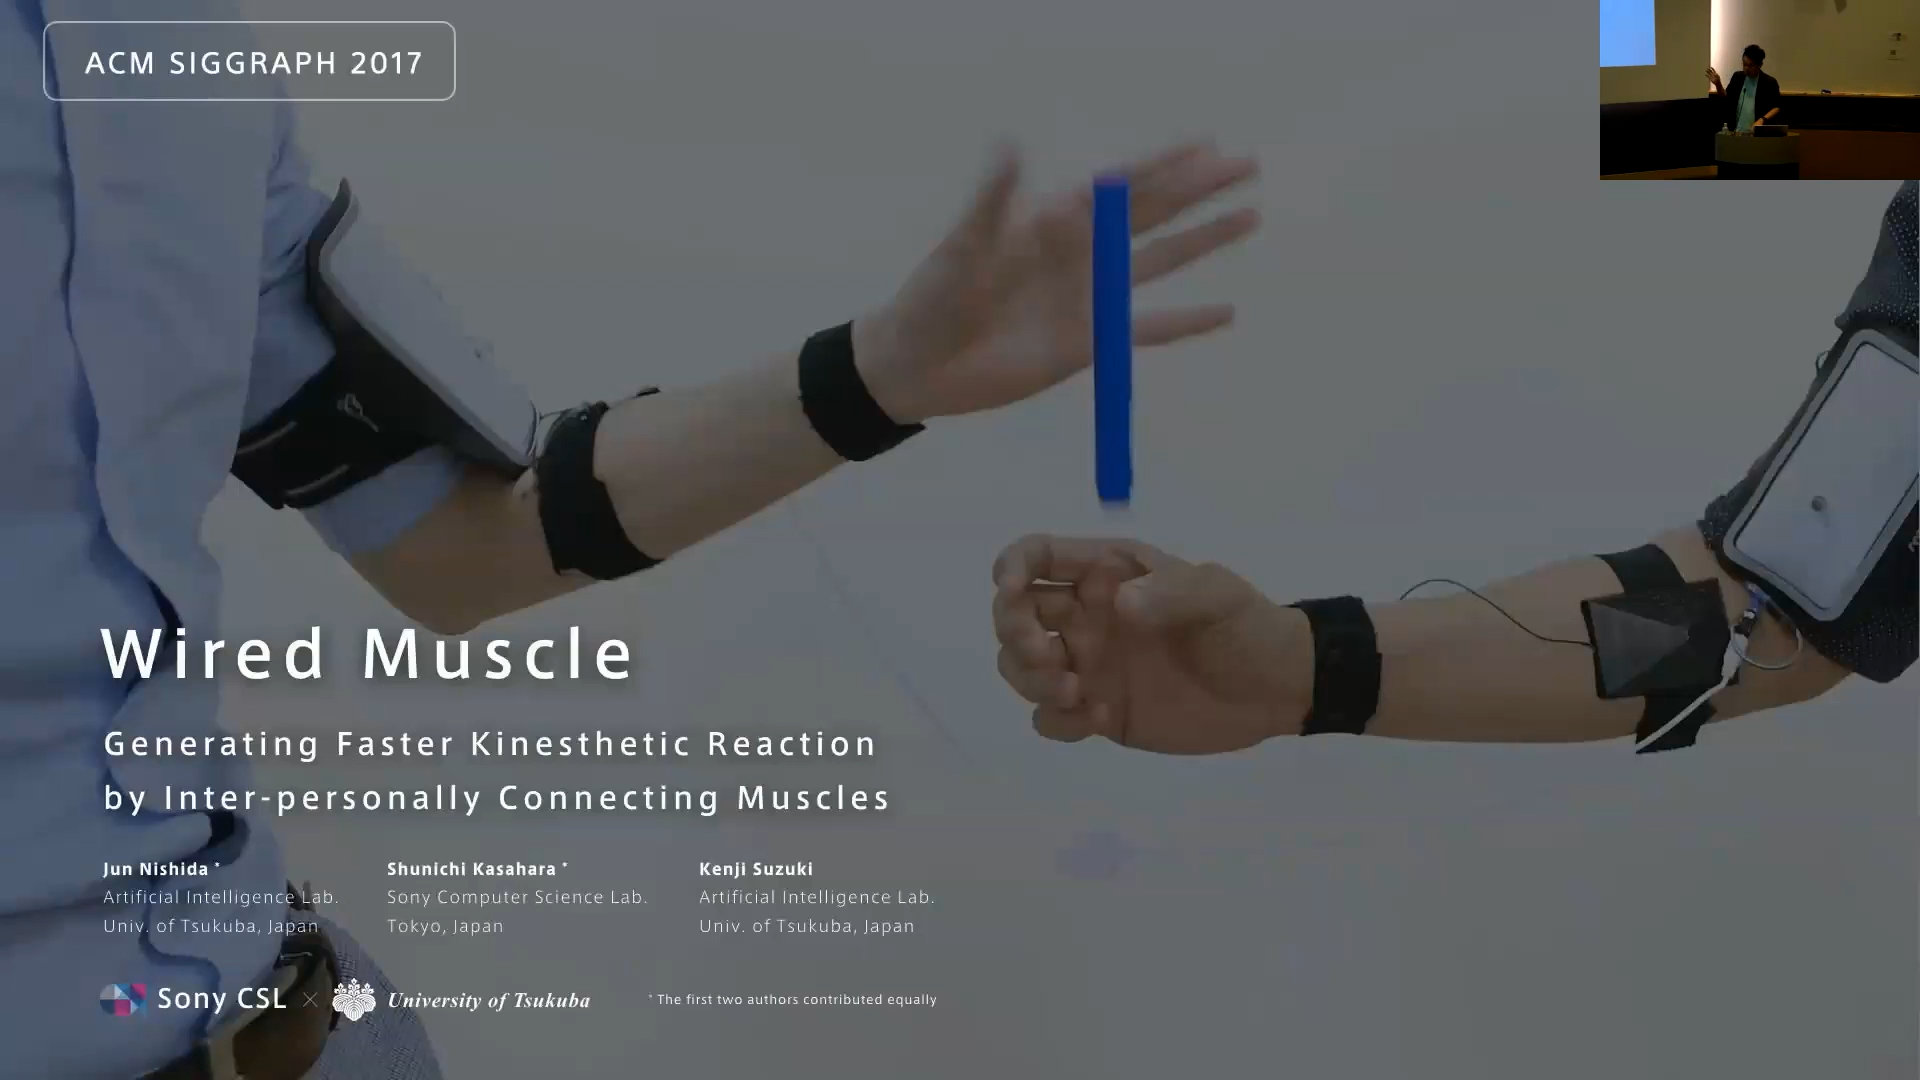 ACM SIGGRAPH 2017
Wired Muscle
Generating Faster Kinesthetic Reaction
by Inter-personally Connecting Muscles
Jun Nishida *
Artificial Intelligence Lab.
Univ. of Tsukuba, Japan
Shunichi Kasahara *
Sony Computer Science Lab.
Tokyo, Japan
Kenji Suzuki
Artificial Intelligence Lab.
Univ. of Tsukuba, Japan
Sony CSL × University of Tsukuba
* The first two authors contributed equally